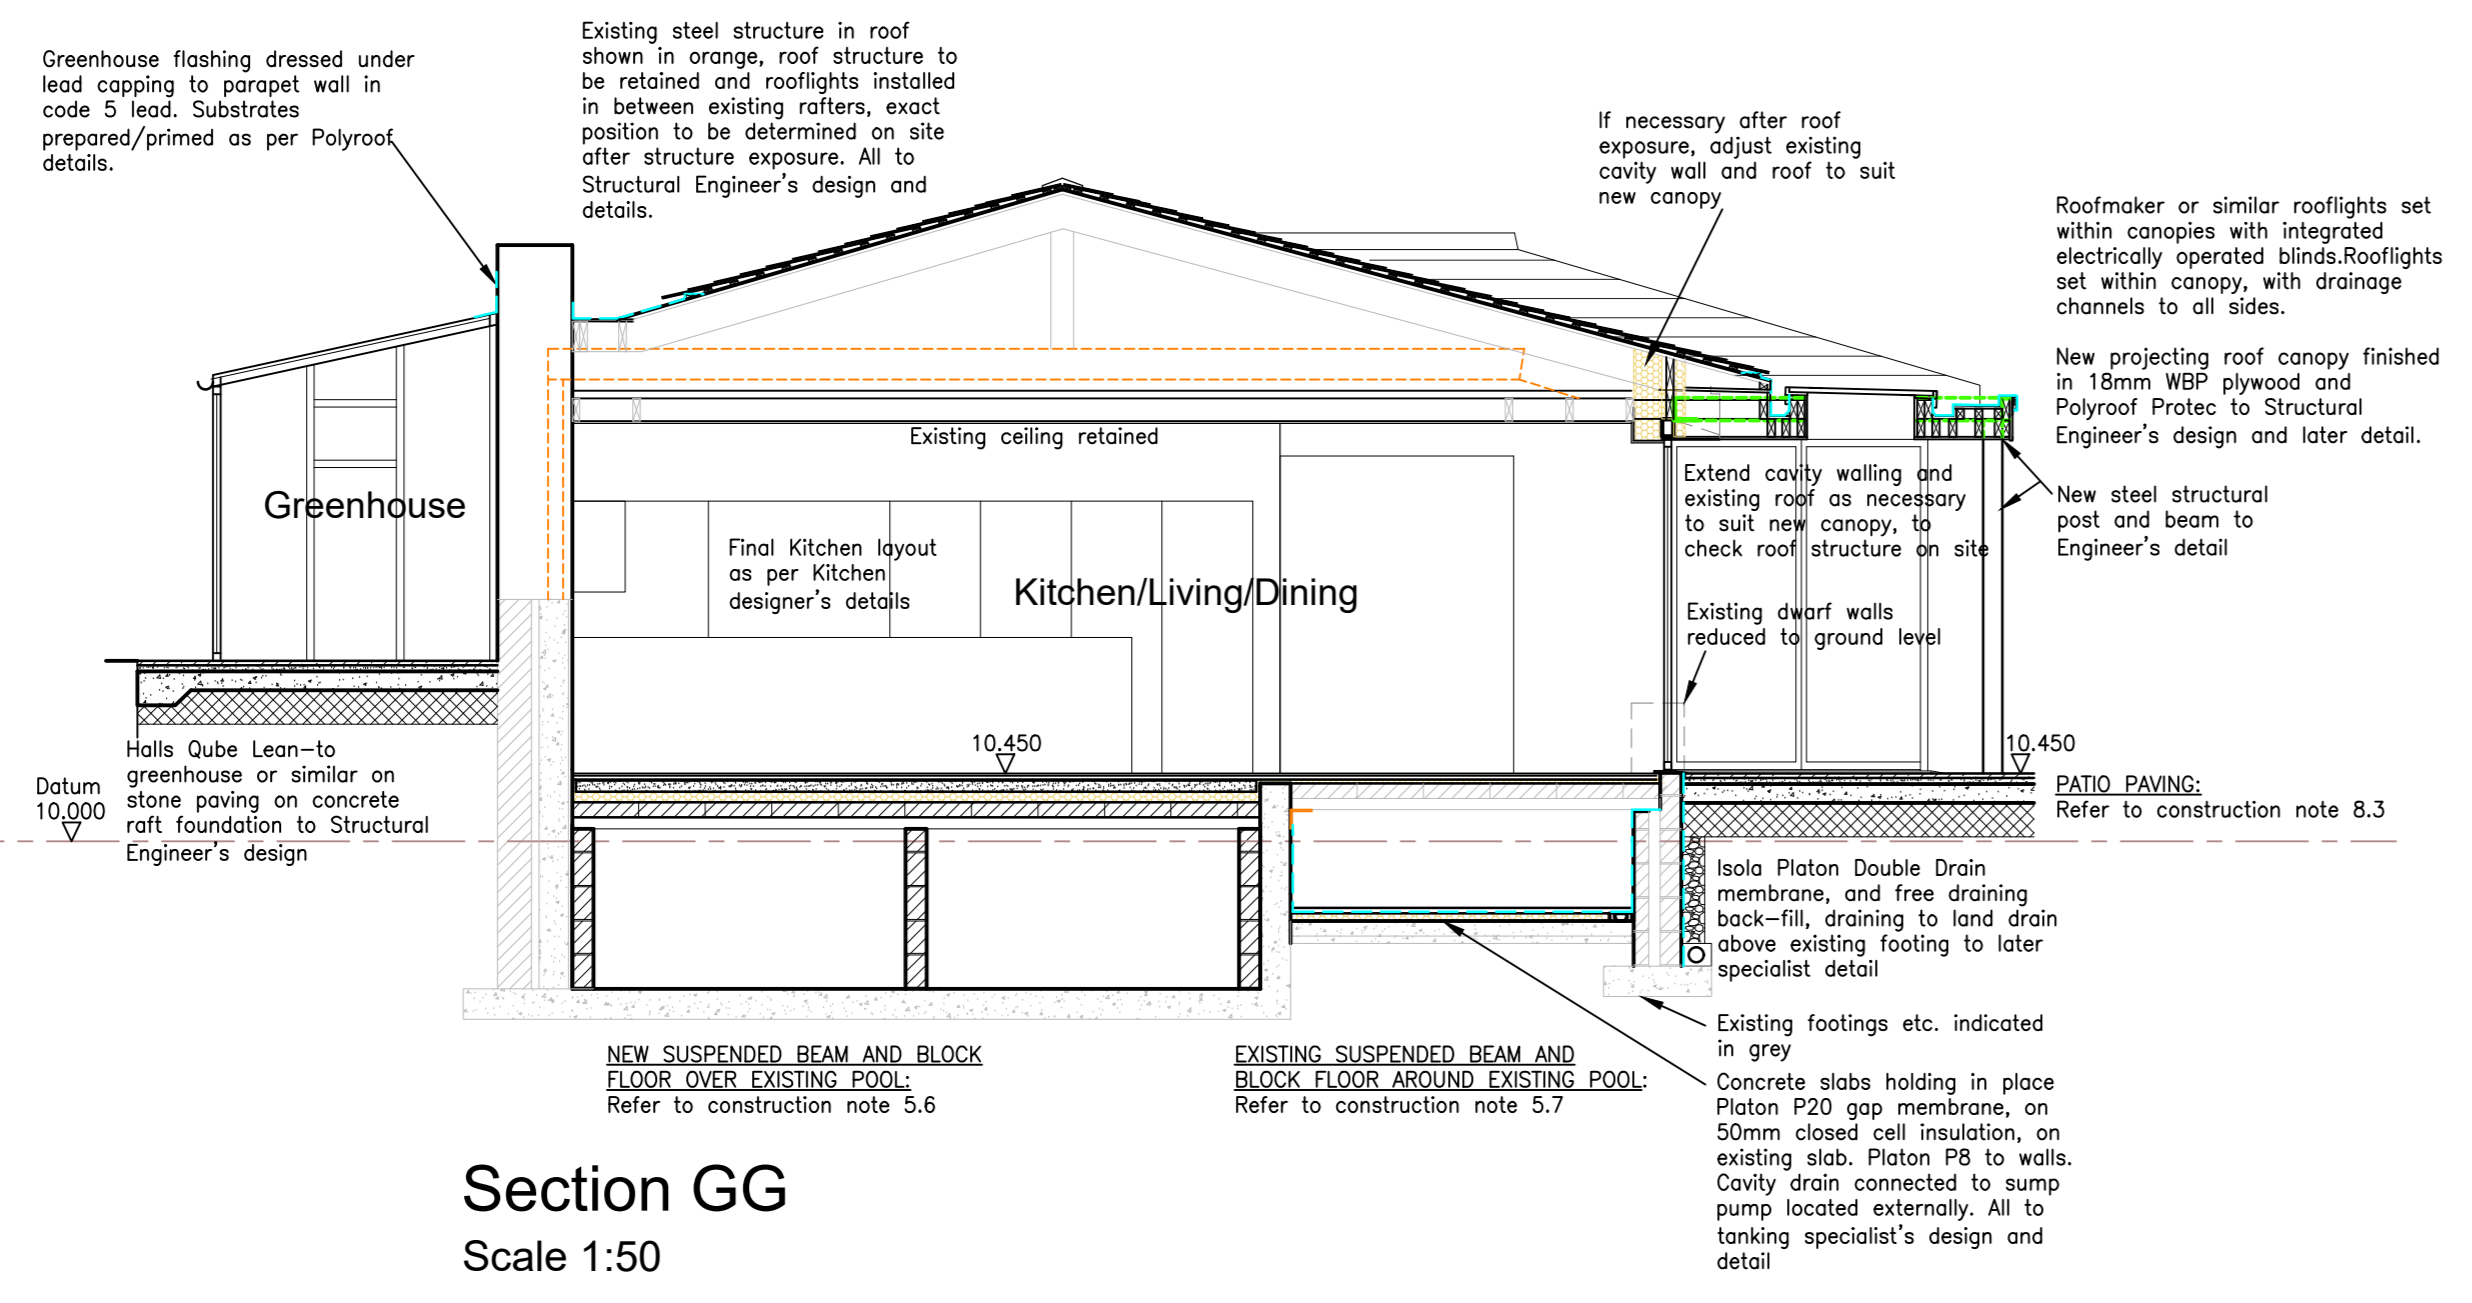 Greenhouse flashing dressed under
lead capping to parapet wall in
code 5 lead. Substrates
prepared/primed as per Polyroof
details.
Existing steel structure in roof
shown in orange, roof structure to
be retained and rooflights installed
in between existing rafters, exact
position to be determined on site
after structure exposure. All to
Structural Engineer's design and
details.
If necessary after roof
exposure, adjust existing
cavity wall and roof to suit
new canopy
Roofmaker or similar rooflights set
within canopies with integrated
electrically operated blinds.Rooflights
set within canopy, with drainage
channels to all sides.
New projecting roof canopy finished
in 18mm WBP plywood and
Polyroof Protec to Structural
Engineer's design and later detail.
New steel structural
post and beam to
Engineer's detail
Existing ceiling retained
Greenhouse
Final Kitchen layout
as per Kitchen
designer's details
Kitchen/Living/Dining
Extend cavity walling and
existing roof as necessary
to suit new canopy, to
check roof structure on site
Existing dwarf walls
reduced to ground level
10.450
10.450
Datum
10.000
Halls Qube Lean-to
greenhouse or similar on
stone paving on concrete
raft foundation to Structural
Engineer's design
PATIO PAVING:
Refer to construction note 8.3
Isola Platon Double Drain
membrane, and free draining
back-fill, draining to land drain
above existing footing to later
specialist detail
Existing footings etc. indicated
in grey
Concrete slabs holding in place
Platon P20 gap membrane, on
50mm closed cell insulation, on
existing slab. Platon P8 to walls.
Cavity drain connected to sump
pump located externally. All to
tanking specialist's design and
detail
NEW SUSPENDED BEAM AND BLOCK
FLOOR OVER EXISTING POOL:
Refer to construction note 5.6
EXISTING SUSPENDED BEAM AND
BLOCK FLOOR AROUND EXISTING POOL:
Refer to construction note 5.7
Section GG
Scale 1:50